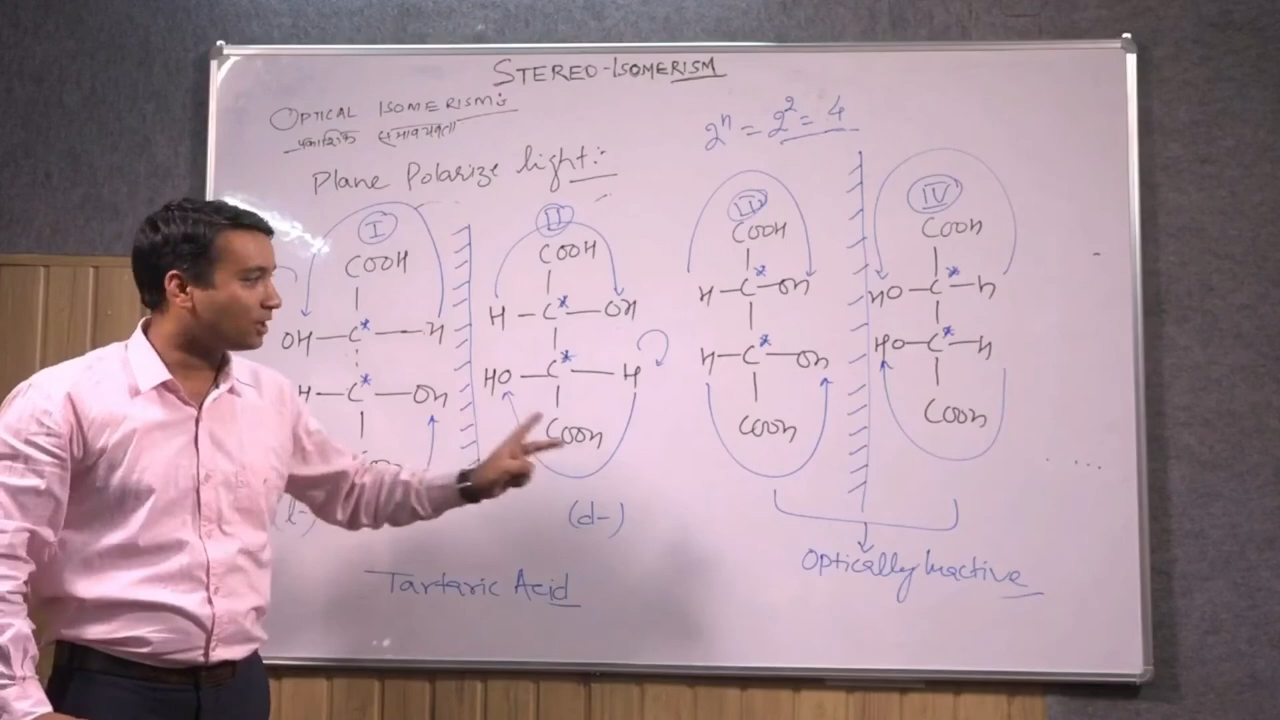 STEREO-ISOMERISM
OPTICAL ISOMERISM:
प्रकाशिक समावयवता
Plane Polarize light:-
2ⁿ = 2² = 4
I
COOH
OH - C* - H
H - C* - OH
(l-)
II
COOH
H - C* - OH
HO - C* - H
COOH
(d-)
Tartaric Acid
III
COOH
H - C* - OH
H - C* - OH
COOH
IV
COOH
HO - C* - H
HO - C* - H
COOH
Optically Inactive